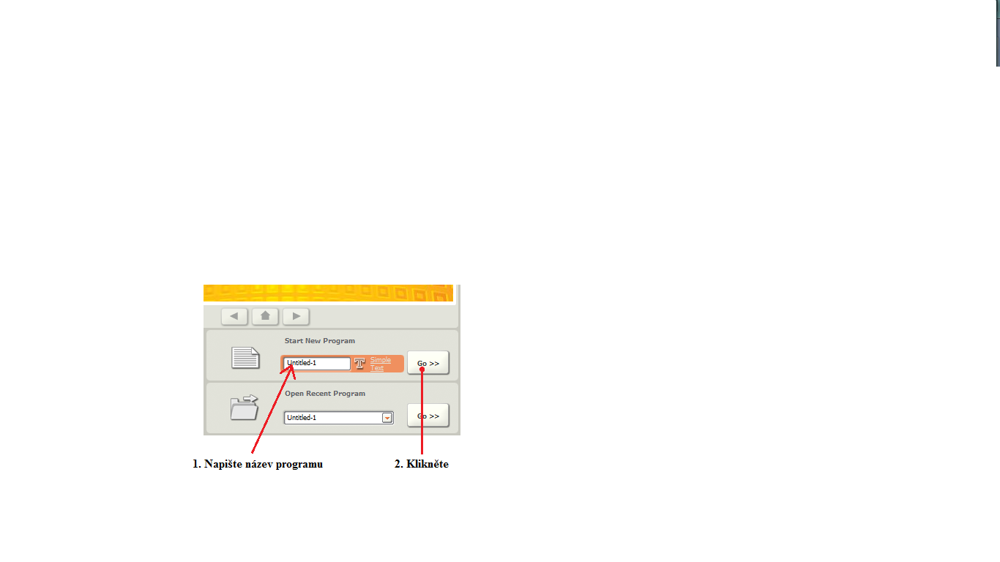 Start New Program
Untitled-1
T
Simple
Text
Go >>
Open Recent Program
Untitled-1
Go >>
1. Napište název programu
2. Klikněte